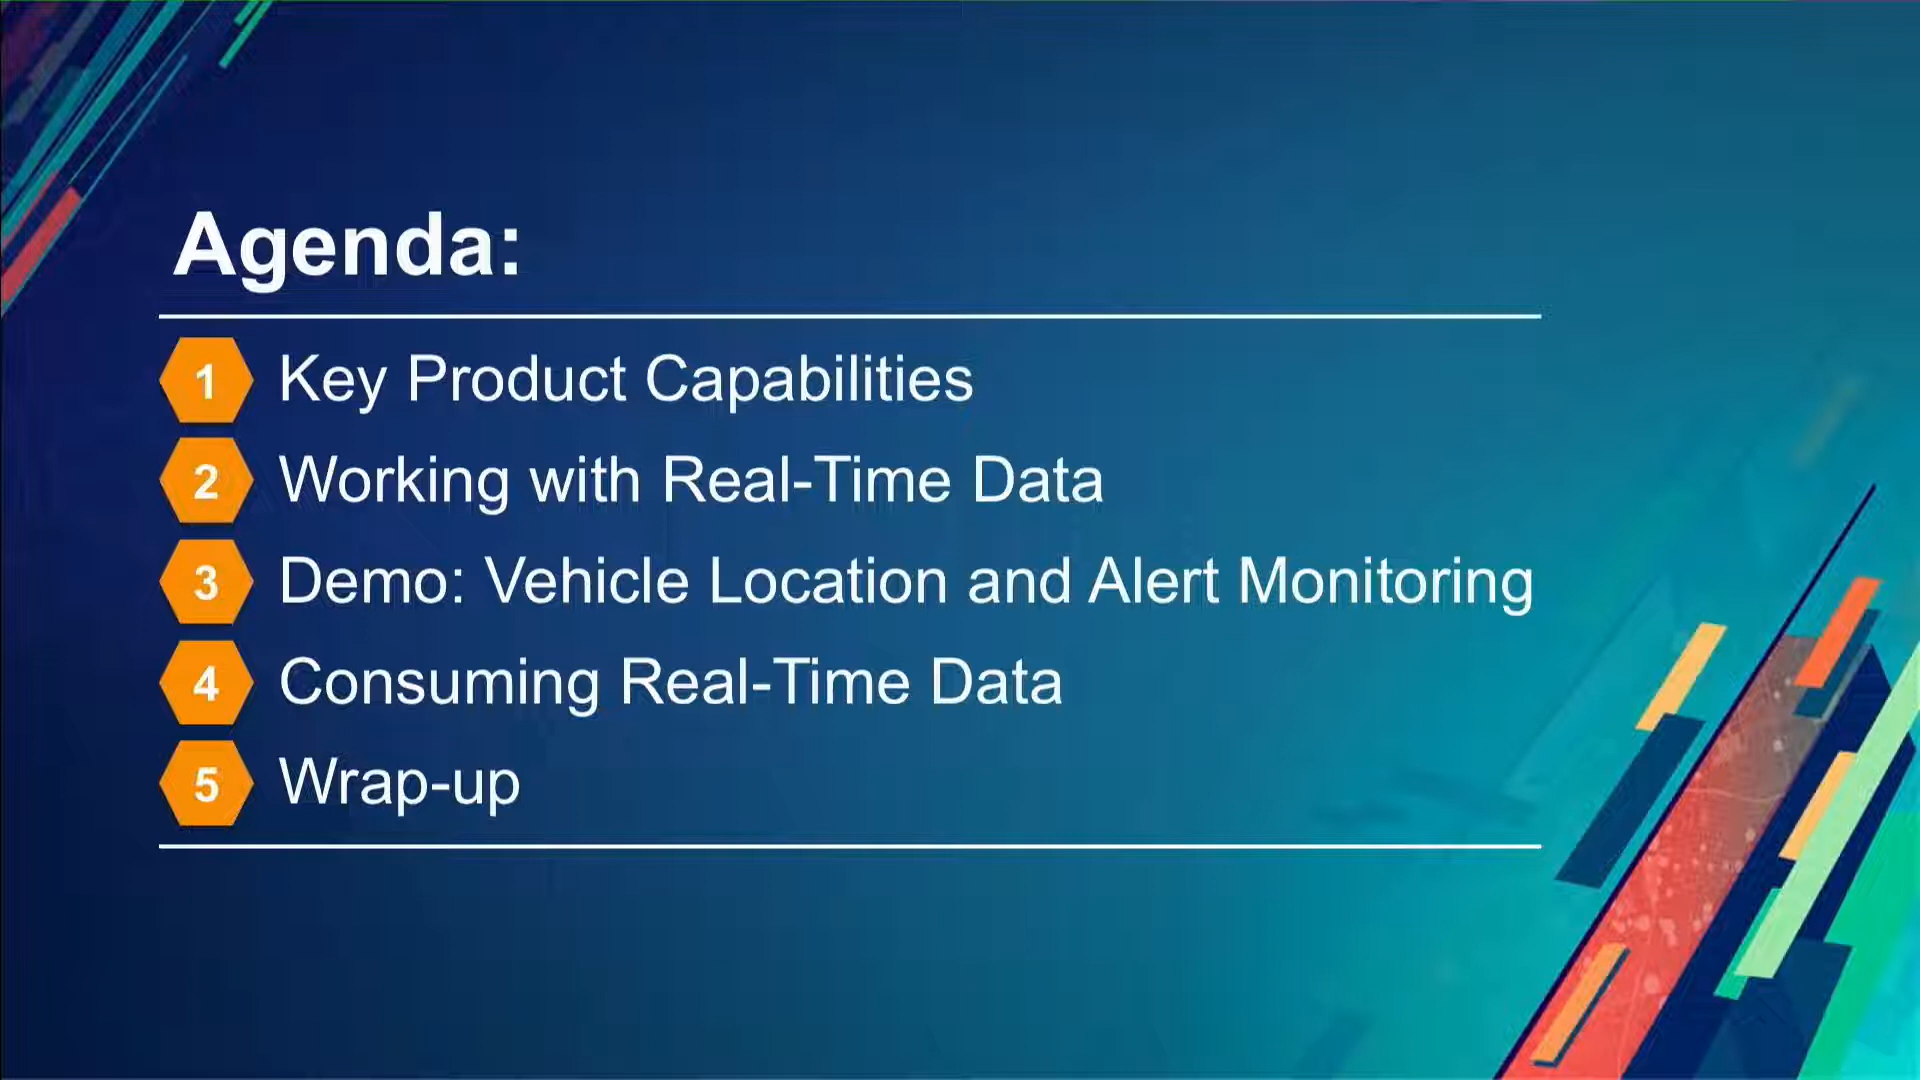 Agenda:
1 Key Product Capabilities
2 Working with Real-Time Data
3 Demo: Vehicle Location and Alert Monitoring
4 Consuming Real-Time Data
5 Wrap-up